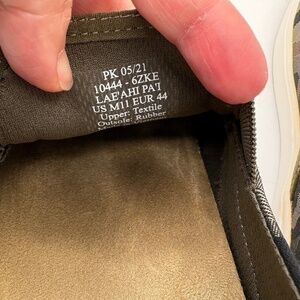 PK 05/21
10444 - 6ZKE
LAE'AHI PA'I
US M11 EUR 44
Upper: Textile
Outsole: Rubber